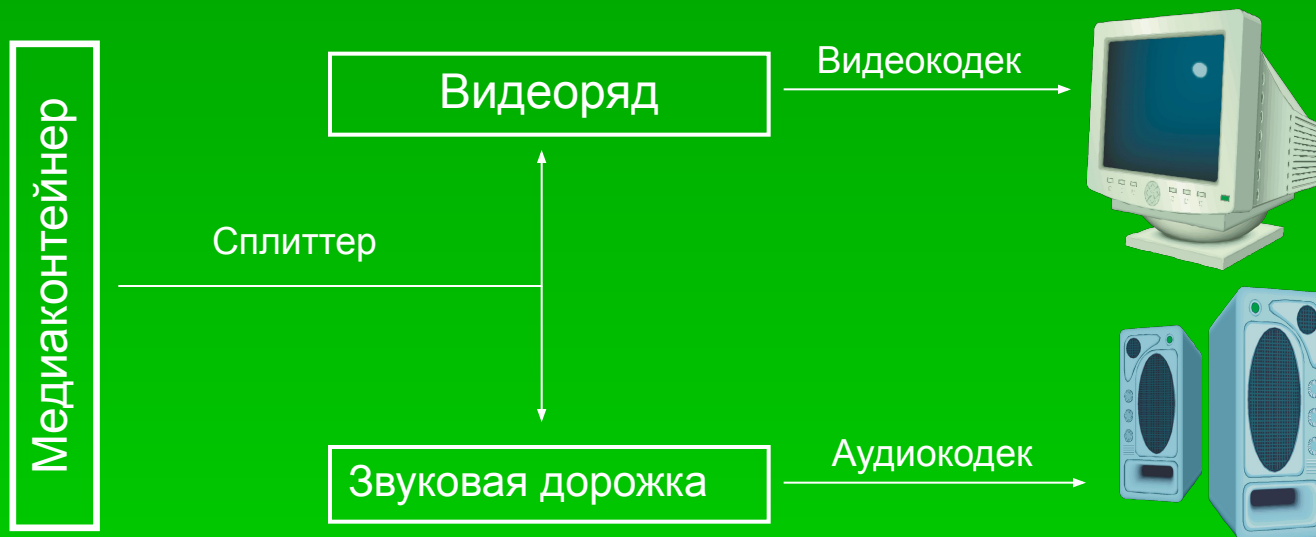 Медиаконтейнер
Сплиттер
Видеоряд
Видеокодек
Звуковая дорожка
Аудиокодек